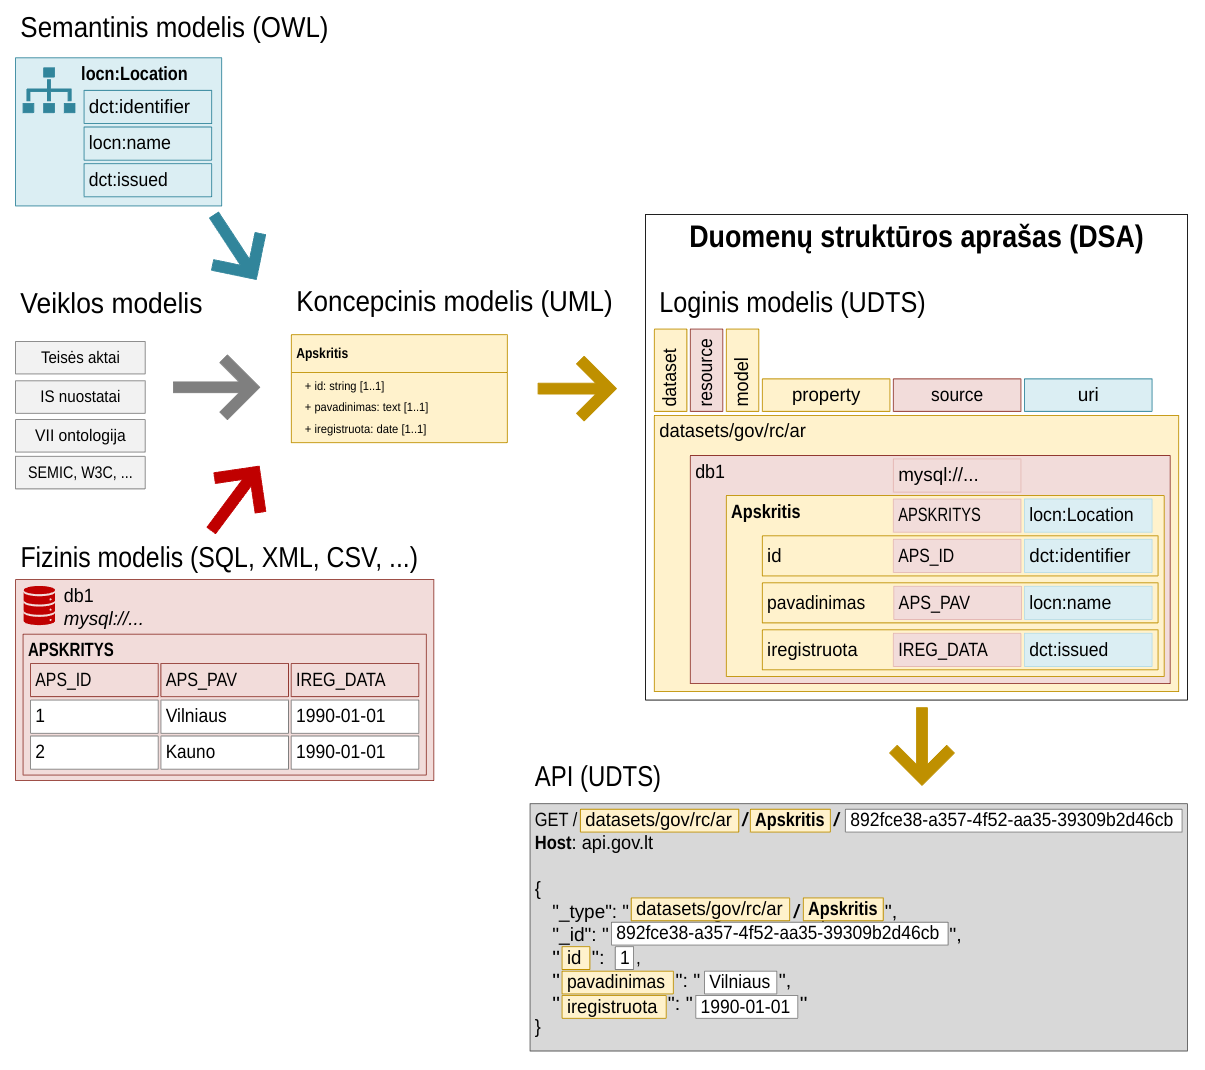 Semantinis modelis (OWL)
locn:Location
dct:identifier
locn:name
dct:issued
Veiklos modelis
Teisės aktai
IS nuostatai
VII ontologija
SEMIC, W3C, ...
Koncepcinis modelis (UML)
Apskritis
+ id: string [1..1]
+ pavadinimas: text [1..1]
+ iregistruota: date [1..1]
Fizinis modelis (SQL, XML, CSV, ...)
db1
mysql://...
APSKRITYS
APS_ID APS_PAV IREG_DATA
1 Vilniaus 1990-01-01
2 Kauno 1990-01-01
Duomenų struktūros aprašas (DSA)
Loginis modelis (UDTS)
dataset resource model property source uri
datasets/gov/rc/ar
db1 mysql://...
Apskritis APSKRITYS locn:Location
id APS_ID dct:identifier
pavadinimas APS_PAV locn:name
iregistruota IREG_DATA dct:issued
API (UDTS)
GET / datasets/gov/rc/ar / Apskritis / 892fce38-a357-4f52-aa35-39309b2d46cb
Host: api.gov.lt
{
"_type": "datasets/gov/rc/ar / Apskritis",
"_id": "892fce38-a357-4f52-aa35-39309b2d46cb",
"id": 1,
"pavadinimas": "Vilniaus",
"iregistruota": "1990-01-01"
}